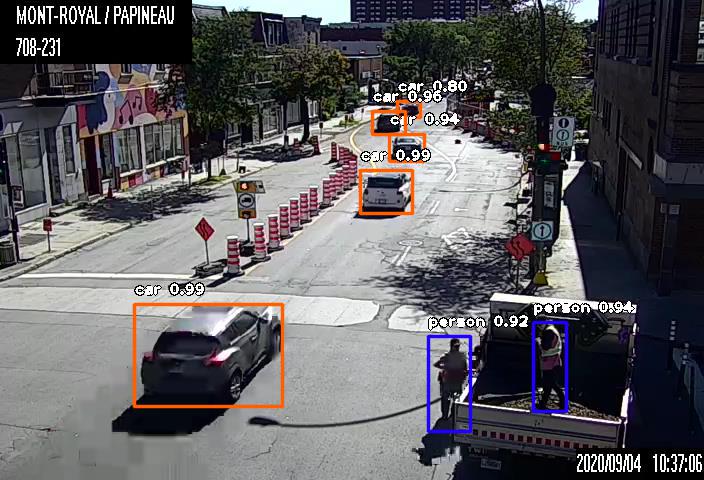 MONT-ROYAL / PAPINEAU
708-231
car 0.80
car 0.96
car 0.94
car 0.99
car 0.99
person 0.94
person 0.92
2020/09/04 10:37:06